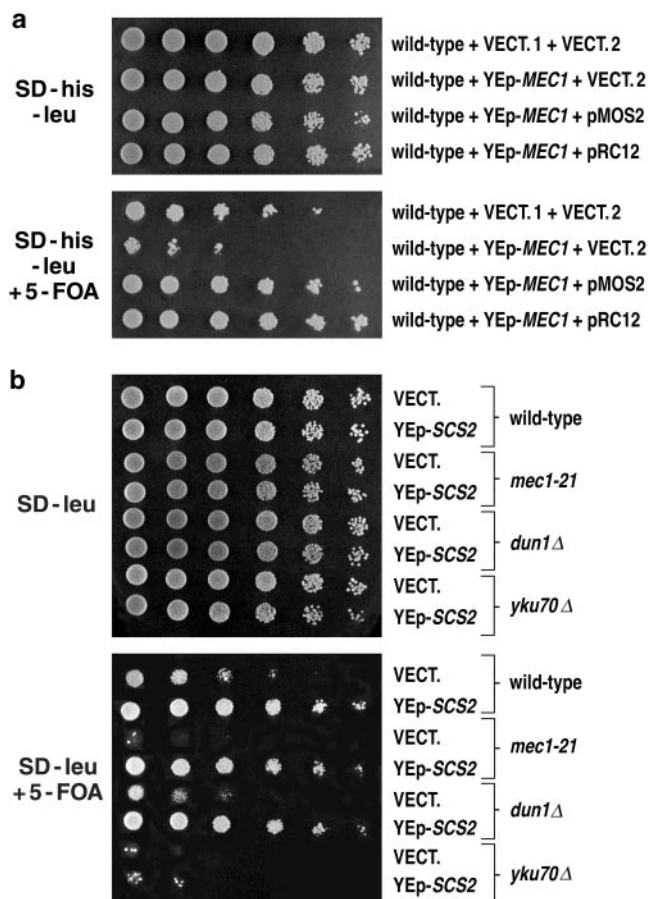 a
SD-his
-leu
wild-type + VECT.1 + VECT.2
wild-type + YEp-MEC1 + VECT.2
wild-type + YEp-MEC1 + pMOS2
wild-type + YEp-MEC1 + pRC12
SD-his
-leu
+5-FOA
wild-type + VECT.1 + VECT.2
wild-type + YEp-MEC1 + VECT.2
wild-type + YEp-MEC1 + pMOS2
wild-type + YEp-MEC1 + pRC12
b
SD-leu
VECT.
YEp-SCS2
wild-type
VECT.
YEp-SCS2
mec1-21
VECT.
YEp-SCS2
dun1Δ
VECT.
YEp-SCS2
yku70Δ
SD-leu
+5-FOA
VECT.
YEp-SCS2
wild-type
VECT.
YEp-SCS2
mec1-21
VECT.
YEp-SCS2
dun1Δ
VECT.
YEp-SCS2
yku70Δ